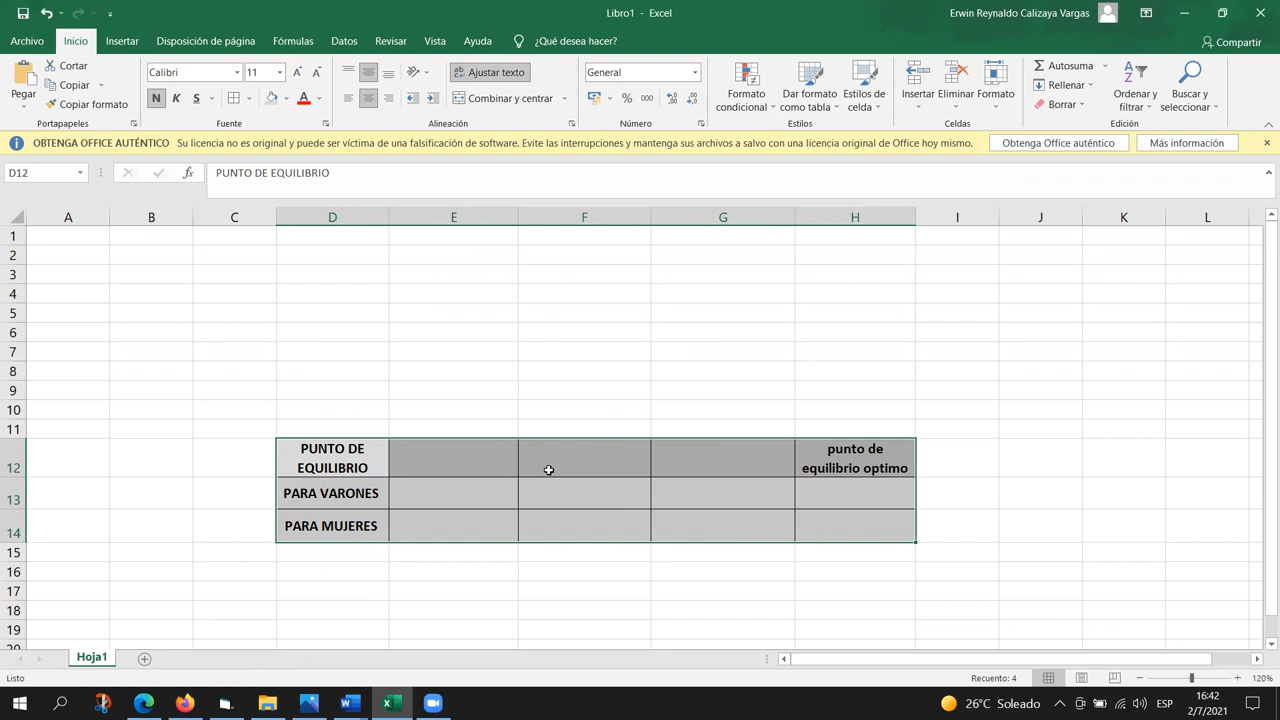 Libro1 - Excel
Erwin Reynaldo Calizaya Vargas
Archivo Inicio Insertar Disposición de página Fórmulas Datos Revisar Vista Ayuda ¿Qué desea hacer? Compartir
Pegar
Cortar
Copiar
Copiar formato
Portapapeles
Calibri 11
N K S
Fuente
Ajustar texto
Combinar y centrar
Alineación
General
% 000
Número
Formato condicional
Dar formato como tabla
Estilos de celda
Estilos
Insertar Eliminar Formato
Celdas
Autosuma
Rellenar
Borrar
Ordenar y filtrar
Buscar y seleccionar
Edición
OBTENGA OFFICE AUTÉNTICO Su licencia no es original y puede ser víctima de una falsificación de software. Evite las interrupciones y mantenga sus archivos a salvo con una licencia original de Office hoy mismo. Obtenga Office auténtico Más información
D12 fx PUNTO DE EQUILIBRIO
A B C D E F G H I J K L
1
2
3
4
5
6
7
8
9
10
11
12 PUNTO DE EQUILIBRIO punto de equilibrio optimo
13 PARA VARONES
14 PARA MUJERES
15
16
17
18
19
20
Hoja1
Listo Recuento: 4 120%
26°C Soleado ESP 16:42
2/7/2021